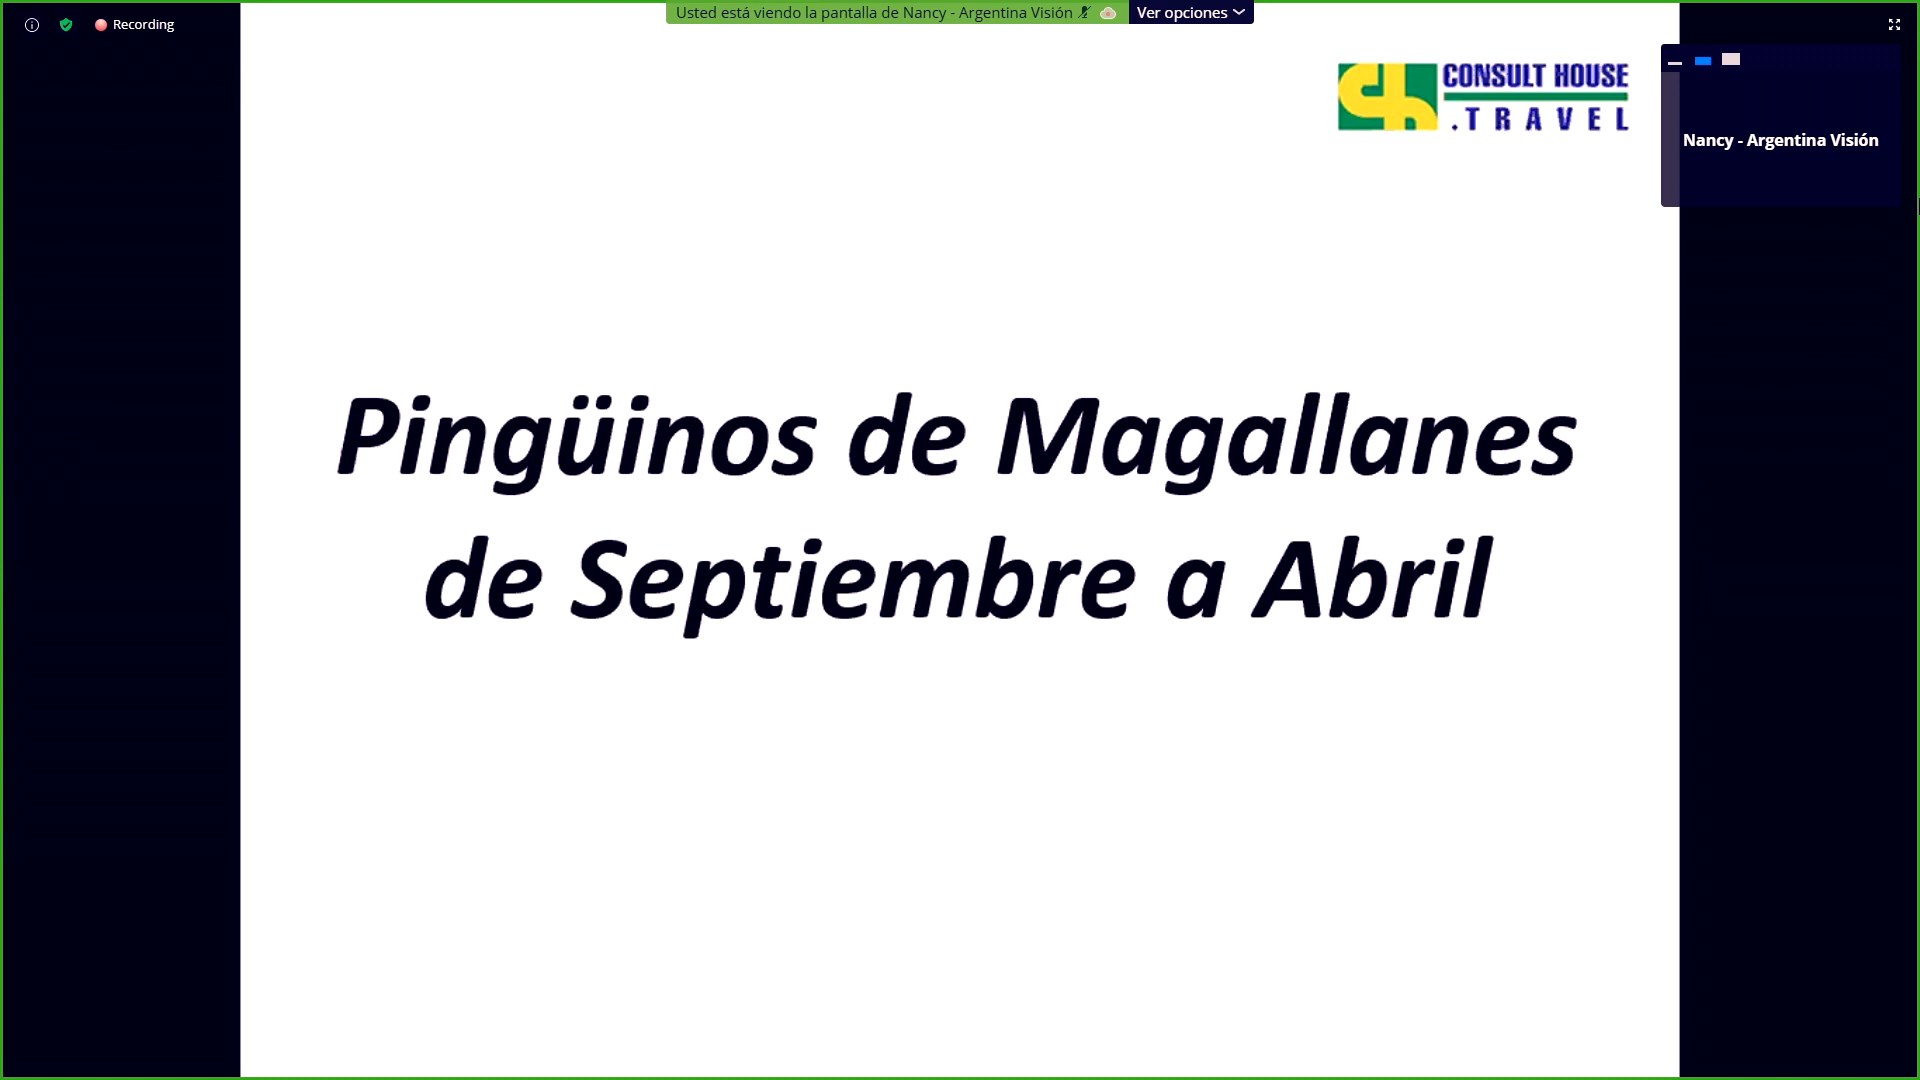 Usted está viendo la pantalla de Nancy - Argentina Visión
Ver opciones
Recording
CONSULT HOUSE
.TRAVEL
Nancy - Argentina Visión
Pingüinos de Magallanes
de Septiembre a Abril